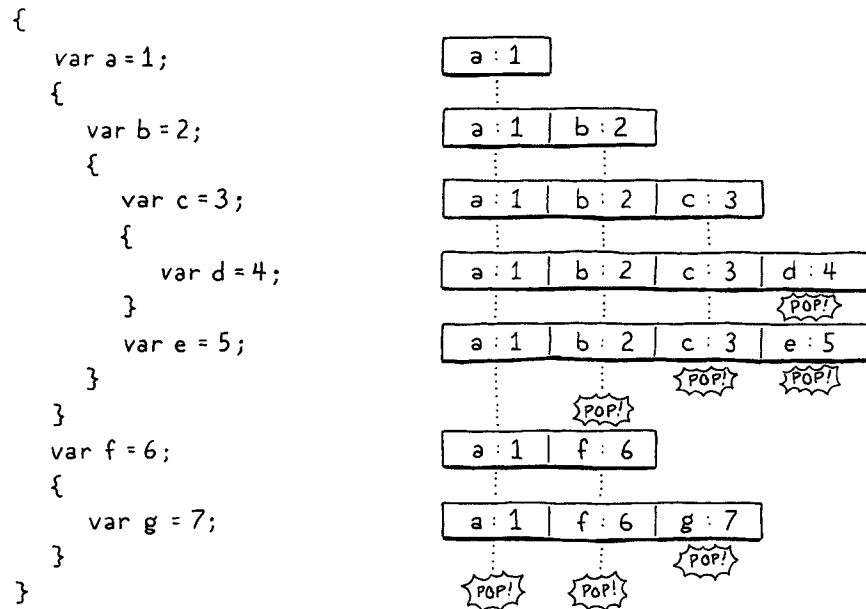 {
var a = 1; a : 1
{
var b = 2; a : 1 b : 2
{
var c = 3; a : 1 b : 2 c : 3
{
var d = 4; a : 1 b : 2 c : 3 d : 4
} POP!
var e = 5; a : 1 b : 2 c : 3 e : 5
} POP! POP!
} POP!
var f = 6; a : 1 f : 6
{
var g = 7; a : 1 f : 6 g : 7
} POP!
} POP! POP!